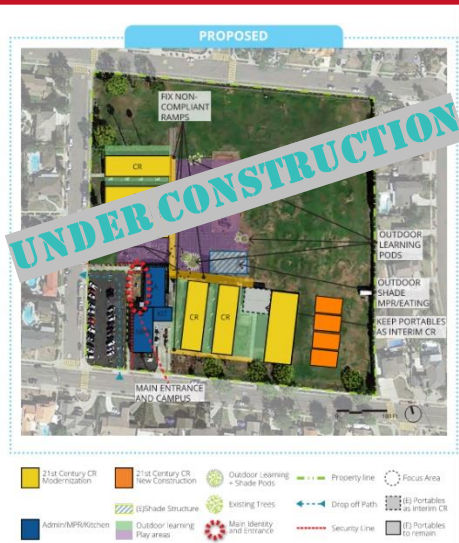 PROPOSED
FIX NON-
COMPLIANT
RAMPS
CR
UNDER CONSTRUCTION
OUTDOOR
LEARNING
PODS
OUTDOOR
SHADE
MPR/EATING
KEEP PORTABLES
AS INTERIM CR
CR
CR
MAIN ENTRANCE
AND CAMPUS
21st Century CR
Modernization
21st Century CR
New Construction
Outdoor Learning
+ Shade Pods
Property line
Focus Area
(E)Shade Structure
Existing Trees
Drop off Path
(E) Portables
as interim CR
Admin/MPR/Kitchen
Outdoor learning
Play areas
Main Identity
and Entrance
Security Line
Portables
to remain